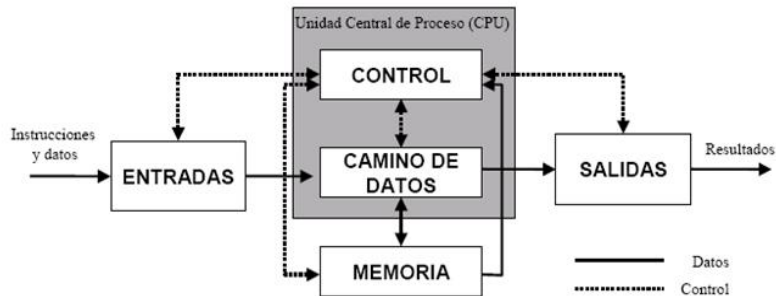 Unidad Central de Proceso (CPU)
CONTROL
Instrucciones
y datos
ENTRADAS
CAMINO DE
DATOS
SALIDAS
Resultados
MEMORIA
Datos
Control